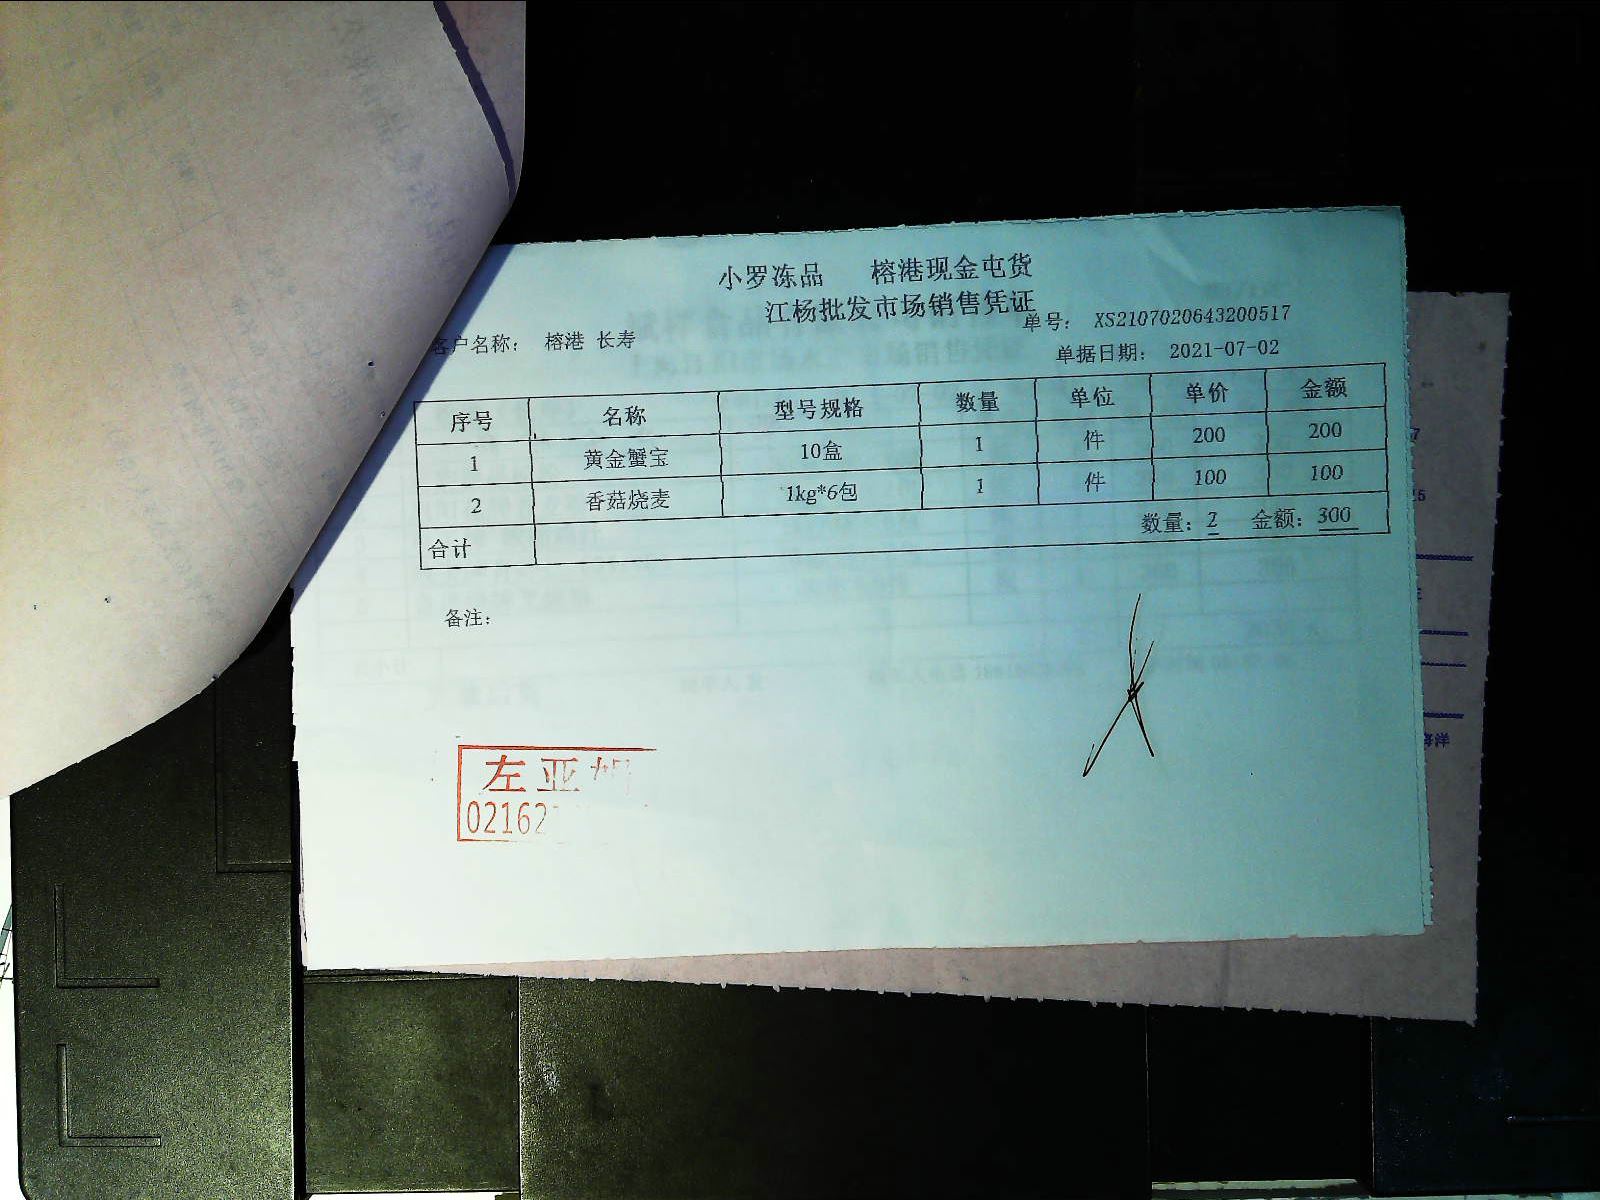 小罗冻品 榕港现金屯货
江杨批发市场销售凭证
单号: XS2107020643200517
客户名称: 榕港 长寿
单据日期: 2021-07-02
序号 名称 型号规格 数量 单位 单价 金额
1 黄金蟹宝 10盒 1 件 200 200
2 香菇烧麦 1kg*6包 1 件 100 100
合计 数量: 2 金额: 300
备注:
左亚
02162